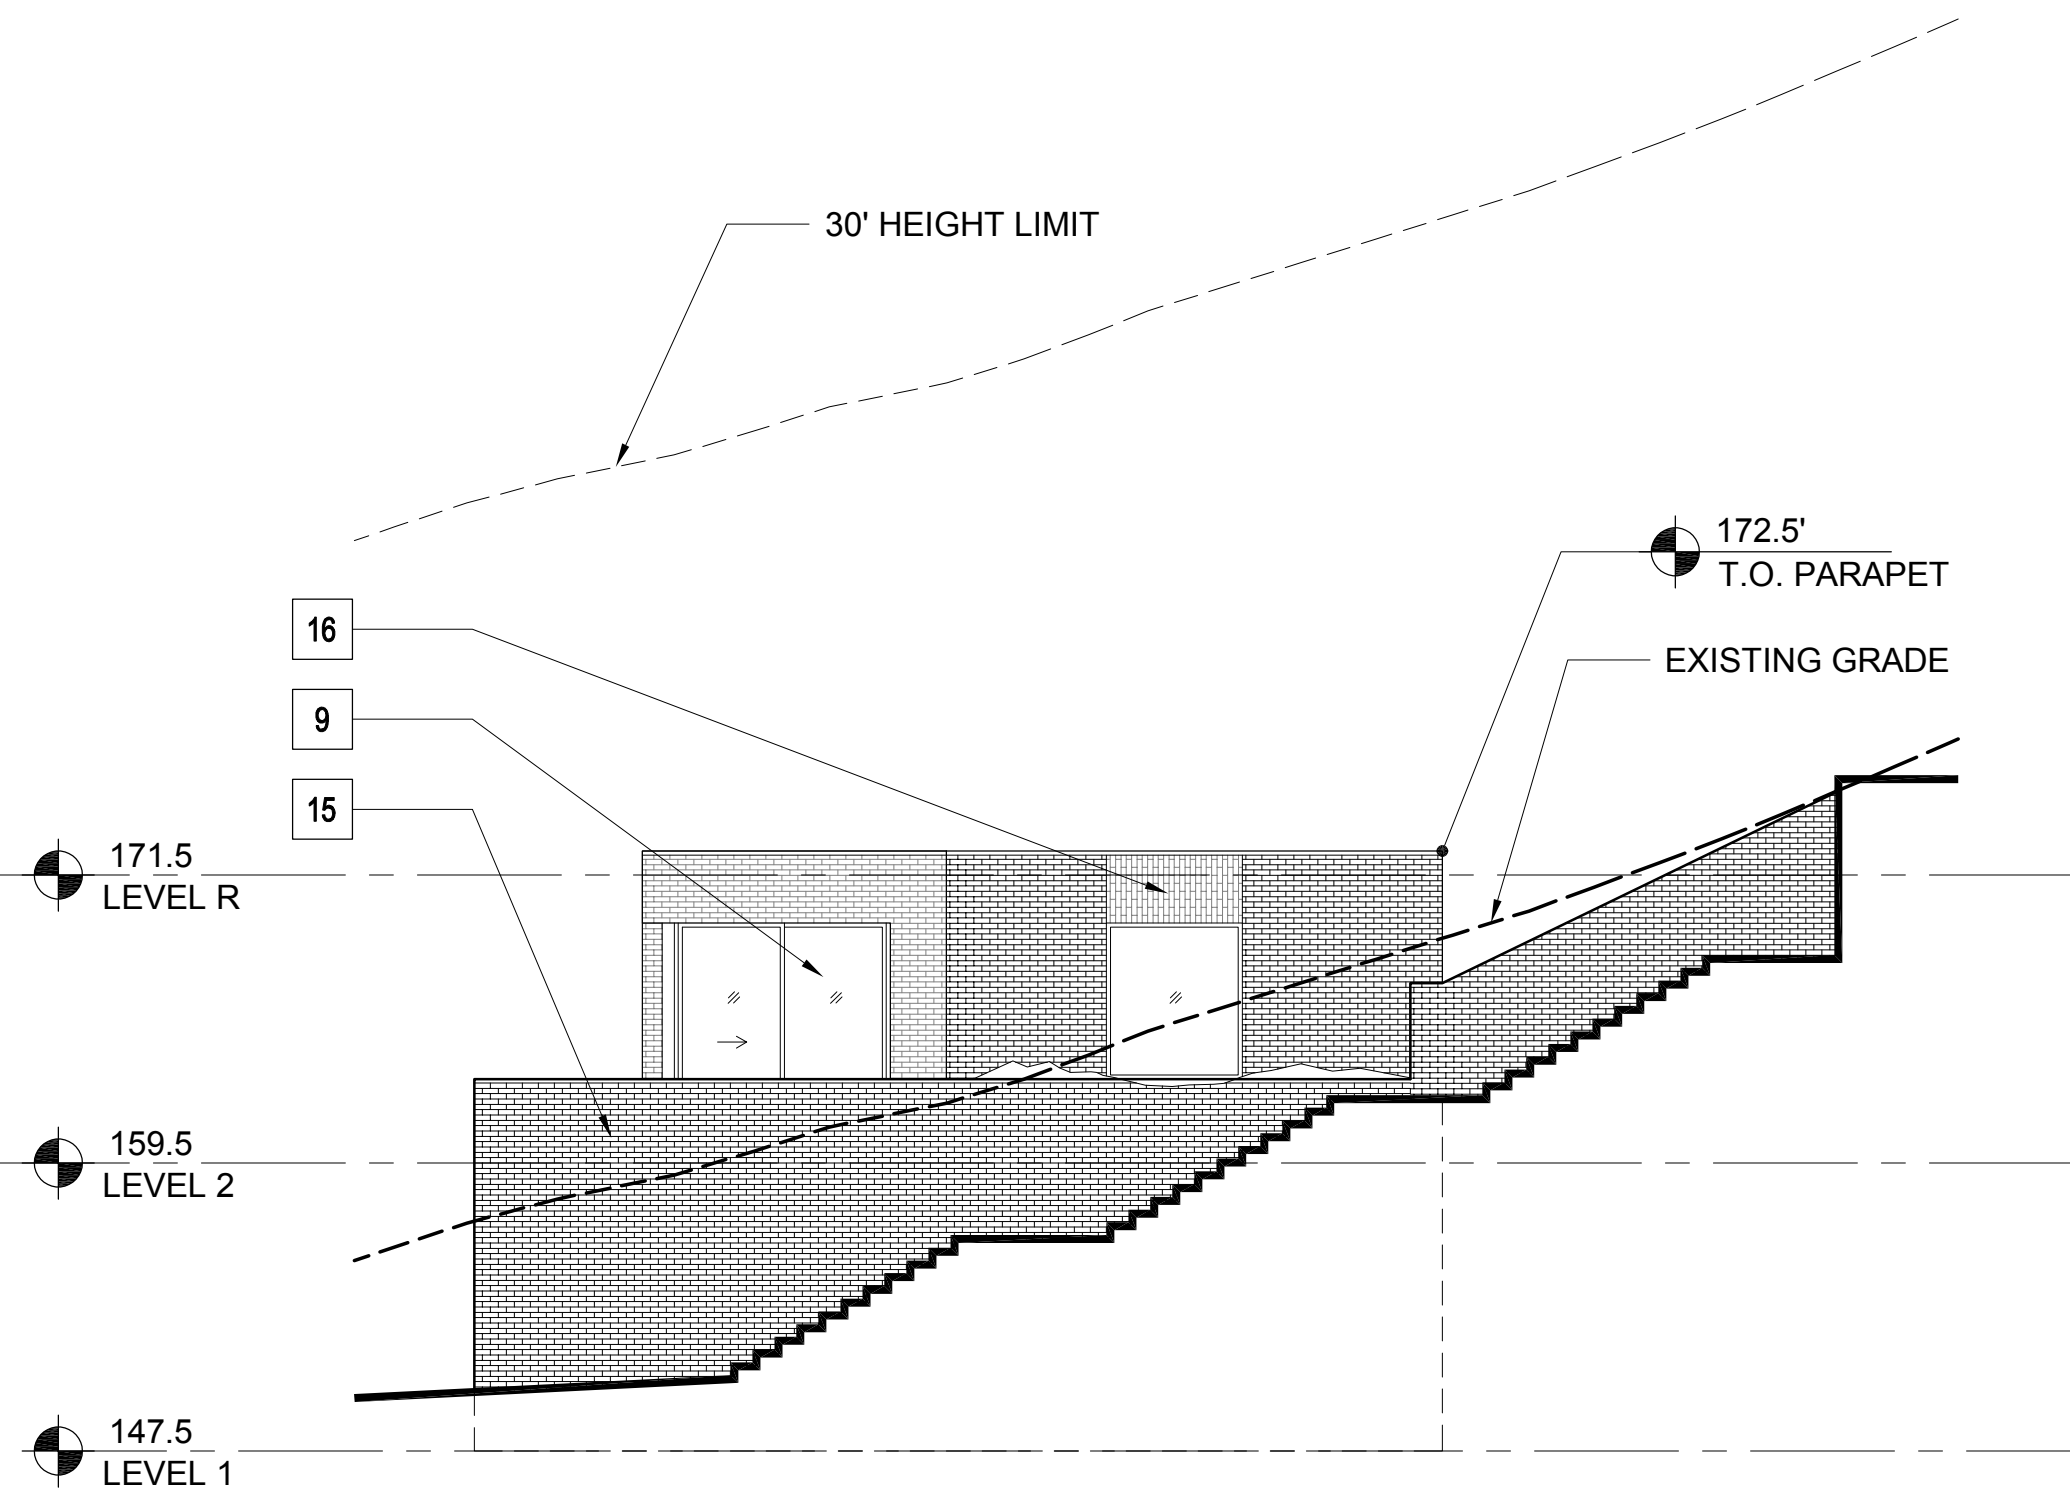 30' HEIGHT LIMIT
172.5'
T.O. PARAPET
16
EXISTING GRADE
9
15
171.5
LEVEL R
159.5
LEVEL 2
147.5
LEVEL 1